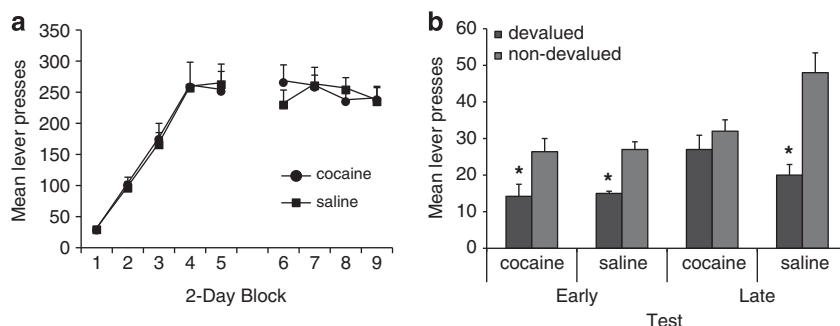 a
Mean lever presses
400
350
300
250
200
150
100
50
0
cocaine
saline
1 2 3 4 5 6 7 8 9
2-Day Block
b
Mean lever presses
60
50
40
30
20
10
0
devalued
non-devalued
* * *
cocaine saline cocaine saline
Early Late
Test